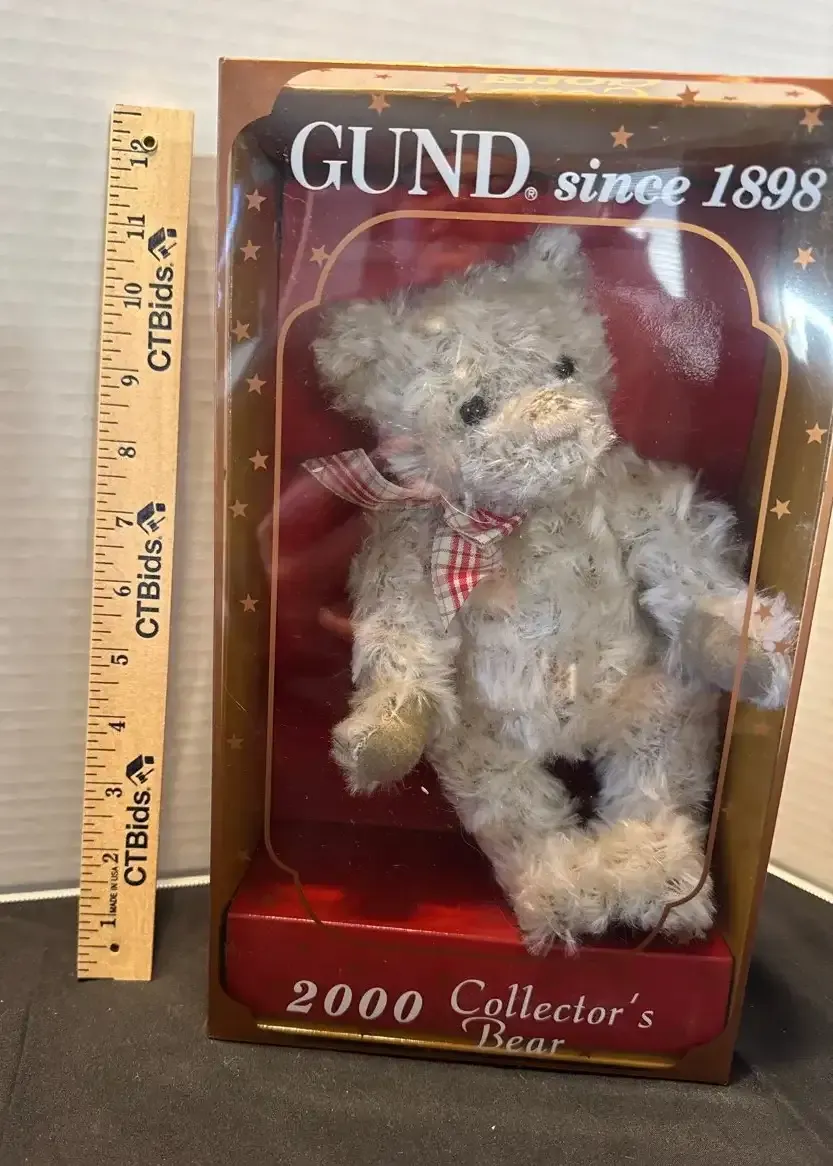 GUND® since 1898
2000 Collector's
Bear
12
11
CTBids
10
9
8
7
CTBids
6
5
4
3
CTBids
2
MADE IN USA
1